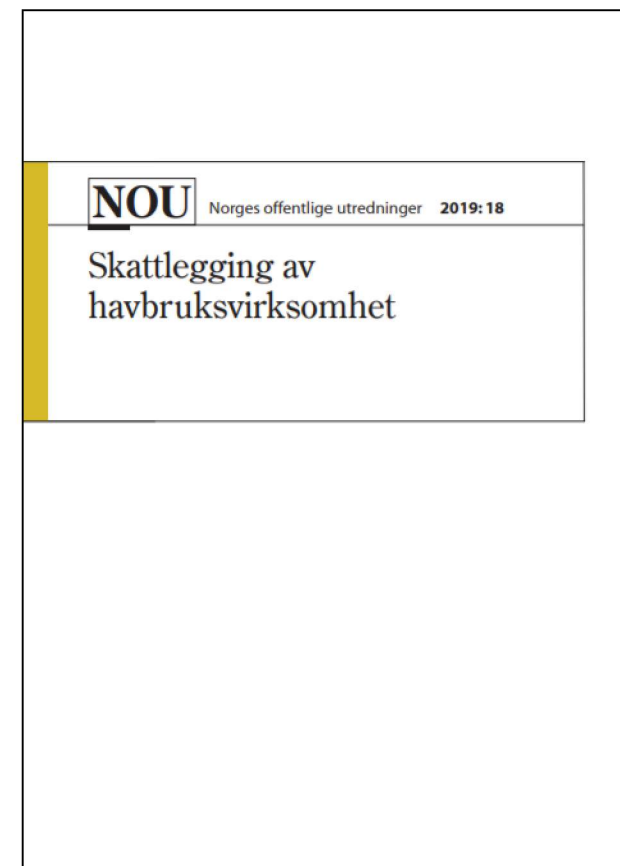 NOU Norges offentlige utredninger 2019: 18
Skattlegging av
havbruksvirksomhet